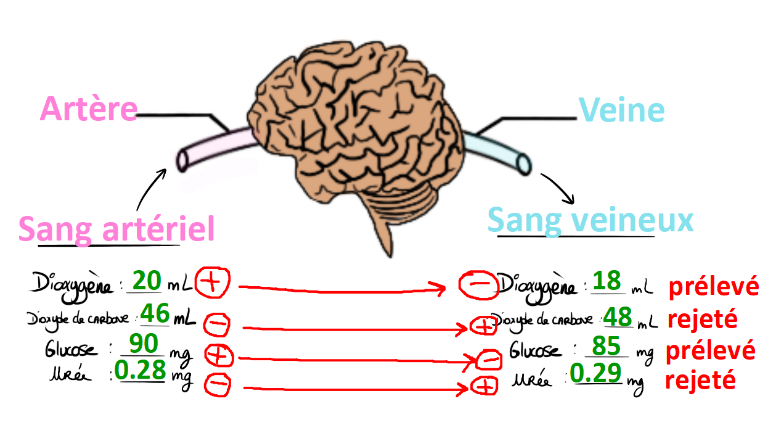 Artère
Veine
Sang artériel
Sang veineux
Dioxygène : 20 mL + - Dioxygène : 18 mL prélevé
Dioxyde de carbone : 46 mL - + Dioxyde de carbone : 48 mL rejeté
Glucose : 90 mg + - Glucose : 85 mg prélevé
Urée : 0.28 mg - + Urée : 0.29 mg rejeté